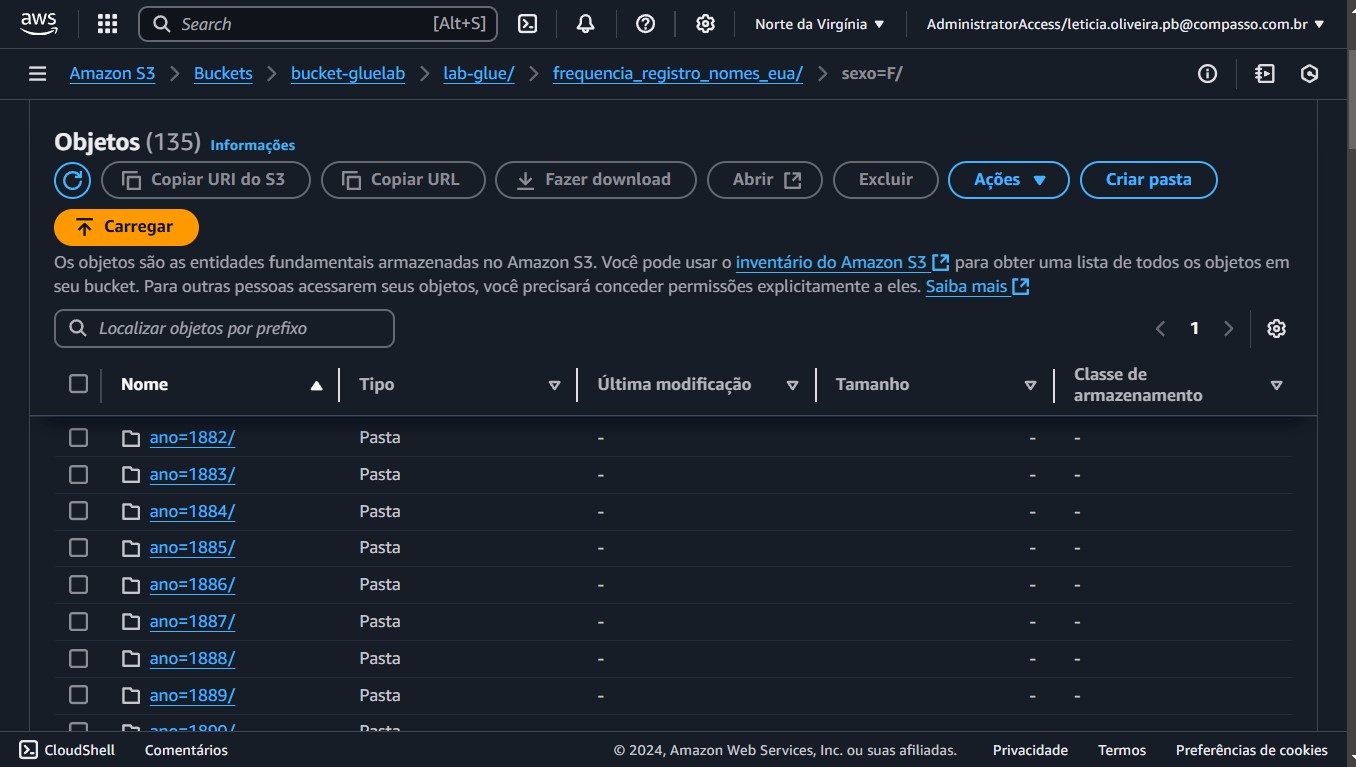 aws Search [Alt+S] Norte da Virgínia AdministratorAccess/leticia.oliveira.pb@compasso.com.br
Amazon S3 Buckets bucket-gluelab lab-glue/ frequencia_registro_nomes_eua/ sexo=F/
Objetos (135) Informações
Copiar URI do S3 Copiar URL Fazer download Abrir Excluir Ações Criar pasta
Carregar
Os objetos são as entidades fundamentais armazenadas no Amazon S3. Você pode usar o inventário do Amazon S3 para obter uma lista de todos os objetos em
seu bucket. Para outras pessoas acessarem seus objetos, você precisará conceder permissões explicitamente a eles. Saiba mais
Localizar objetos por prefixo 1
Nome Tipo Última modificação Tamanho Classe de
armazenamento
ano=1882/ Pasta - - -
ano=1883/ Pasta - - -
ano=1884/ Pasta - - -
ano=1885/ Pasta - - -
ano=1886/ Pasta - - -
ano=1887/ Pasta - - -
ano=1888/ Pasta - - -
ano=1889/ Pasta - - -
ano=1890/ Pasta
CloudShell Comentários © 2024, Amazon Web Services, Inc. ou suas afiliadas. Privacidade Termos Preferências de cookies